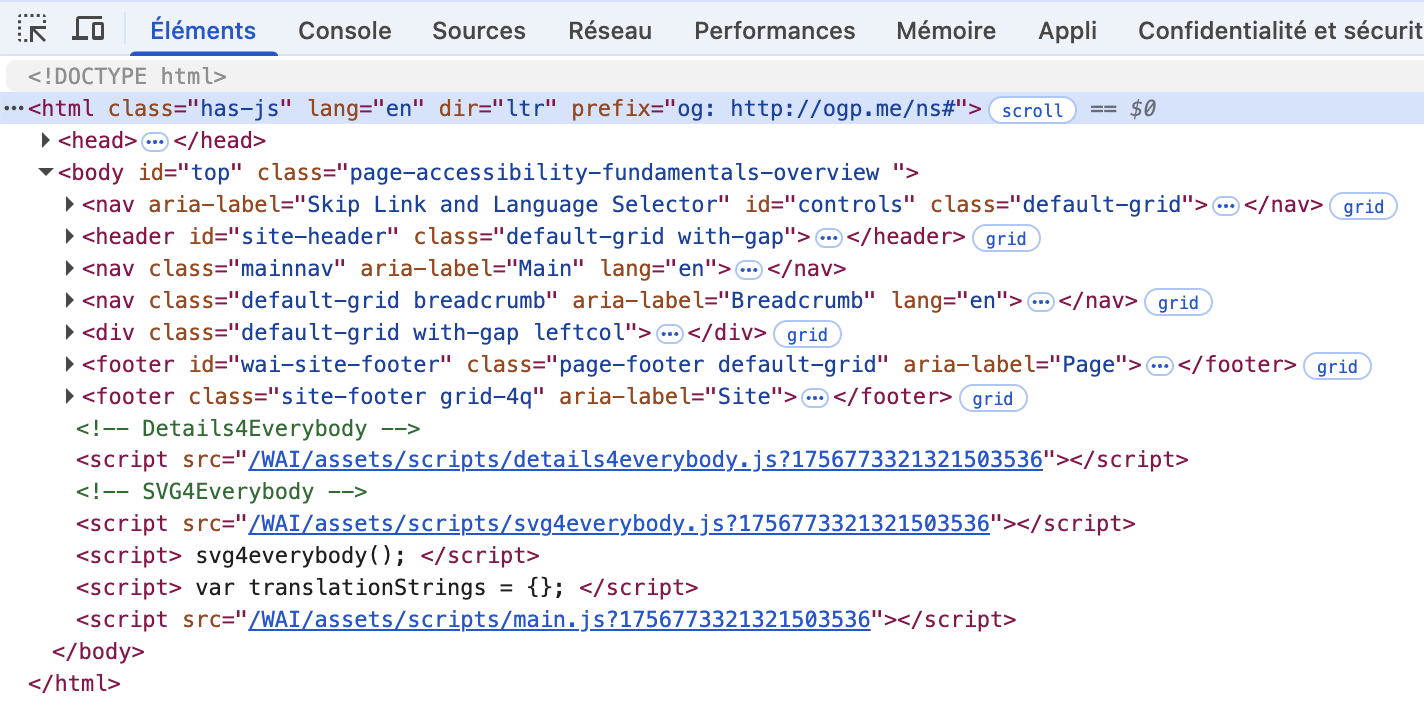 Éléments Console Sources Réseau Performances Mémoire Appli Confidentialité et sécurit
<!DOCTYPE html>
<html class="has-js" lang="en" dir="ltr" prefix="og: http://ogp.me/ns#"> scroll == $0
<head> ••• </head>
<body id="top" class="page-accessibility-fundamentals-overview ">
<nav aria-label="Skip Link and Language Selector" id="controls" class="default-grid"> ••• </nav> grid
<header id="site-header" class="default-grid with-gap"> ••• </header> grid
<nav class="mainnav" aria-label="Main" lang="en"> ••• </nav>
<nav class="default-grid breadcrumb" aria-label="Breadcrumb" lang="en"> ••• </nav> grid
<div class="default-grid with-gap leftcol"> ••• </div> grid
<footer id="wai-site-footer" class="page-footer default-grid" aria-label="Page"> ••• </footer> grid
<footer class="site-footer grid-4q" aria-label="Site"> ••• </footer> grid
<!-- Details4Everybody -->
<script src="/WAI/assets/scripts/details4everybody.js?1756773321321503536"></script>
<!-- SVG4Everybody -->
<script src="/WAI/assets/scripts/svg4everybody.js?1756773321321503536"></script>
<script> svg4everybody(); </script>
<script> var translationStrings = {}; </script>
<script src="/WAI/assets/scripts/main.js?1756773321321503536"></script>
</body>
</html>